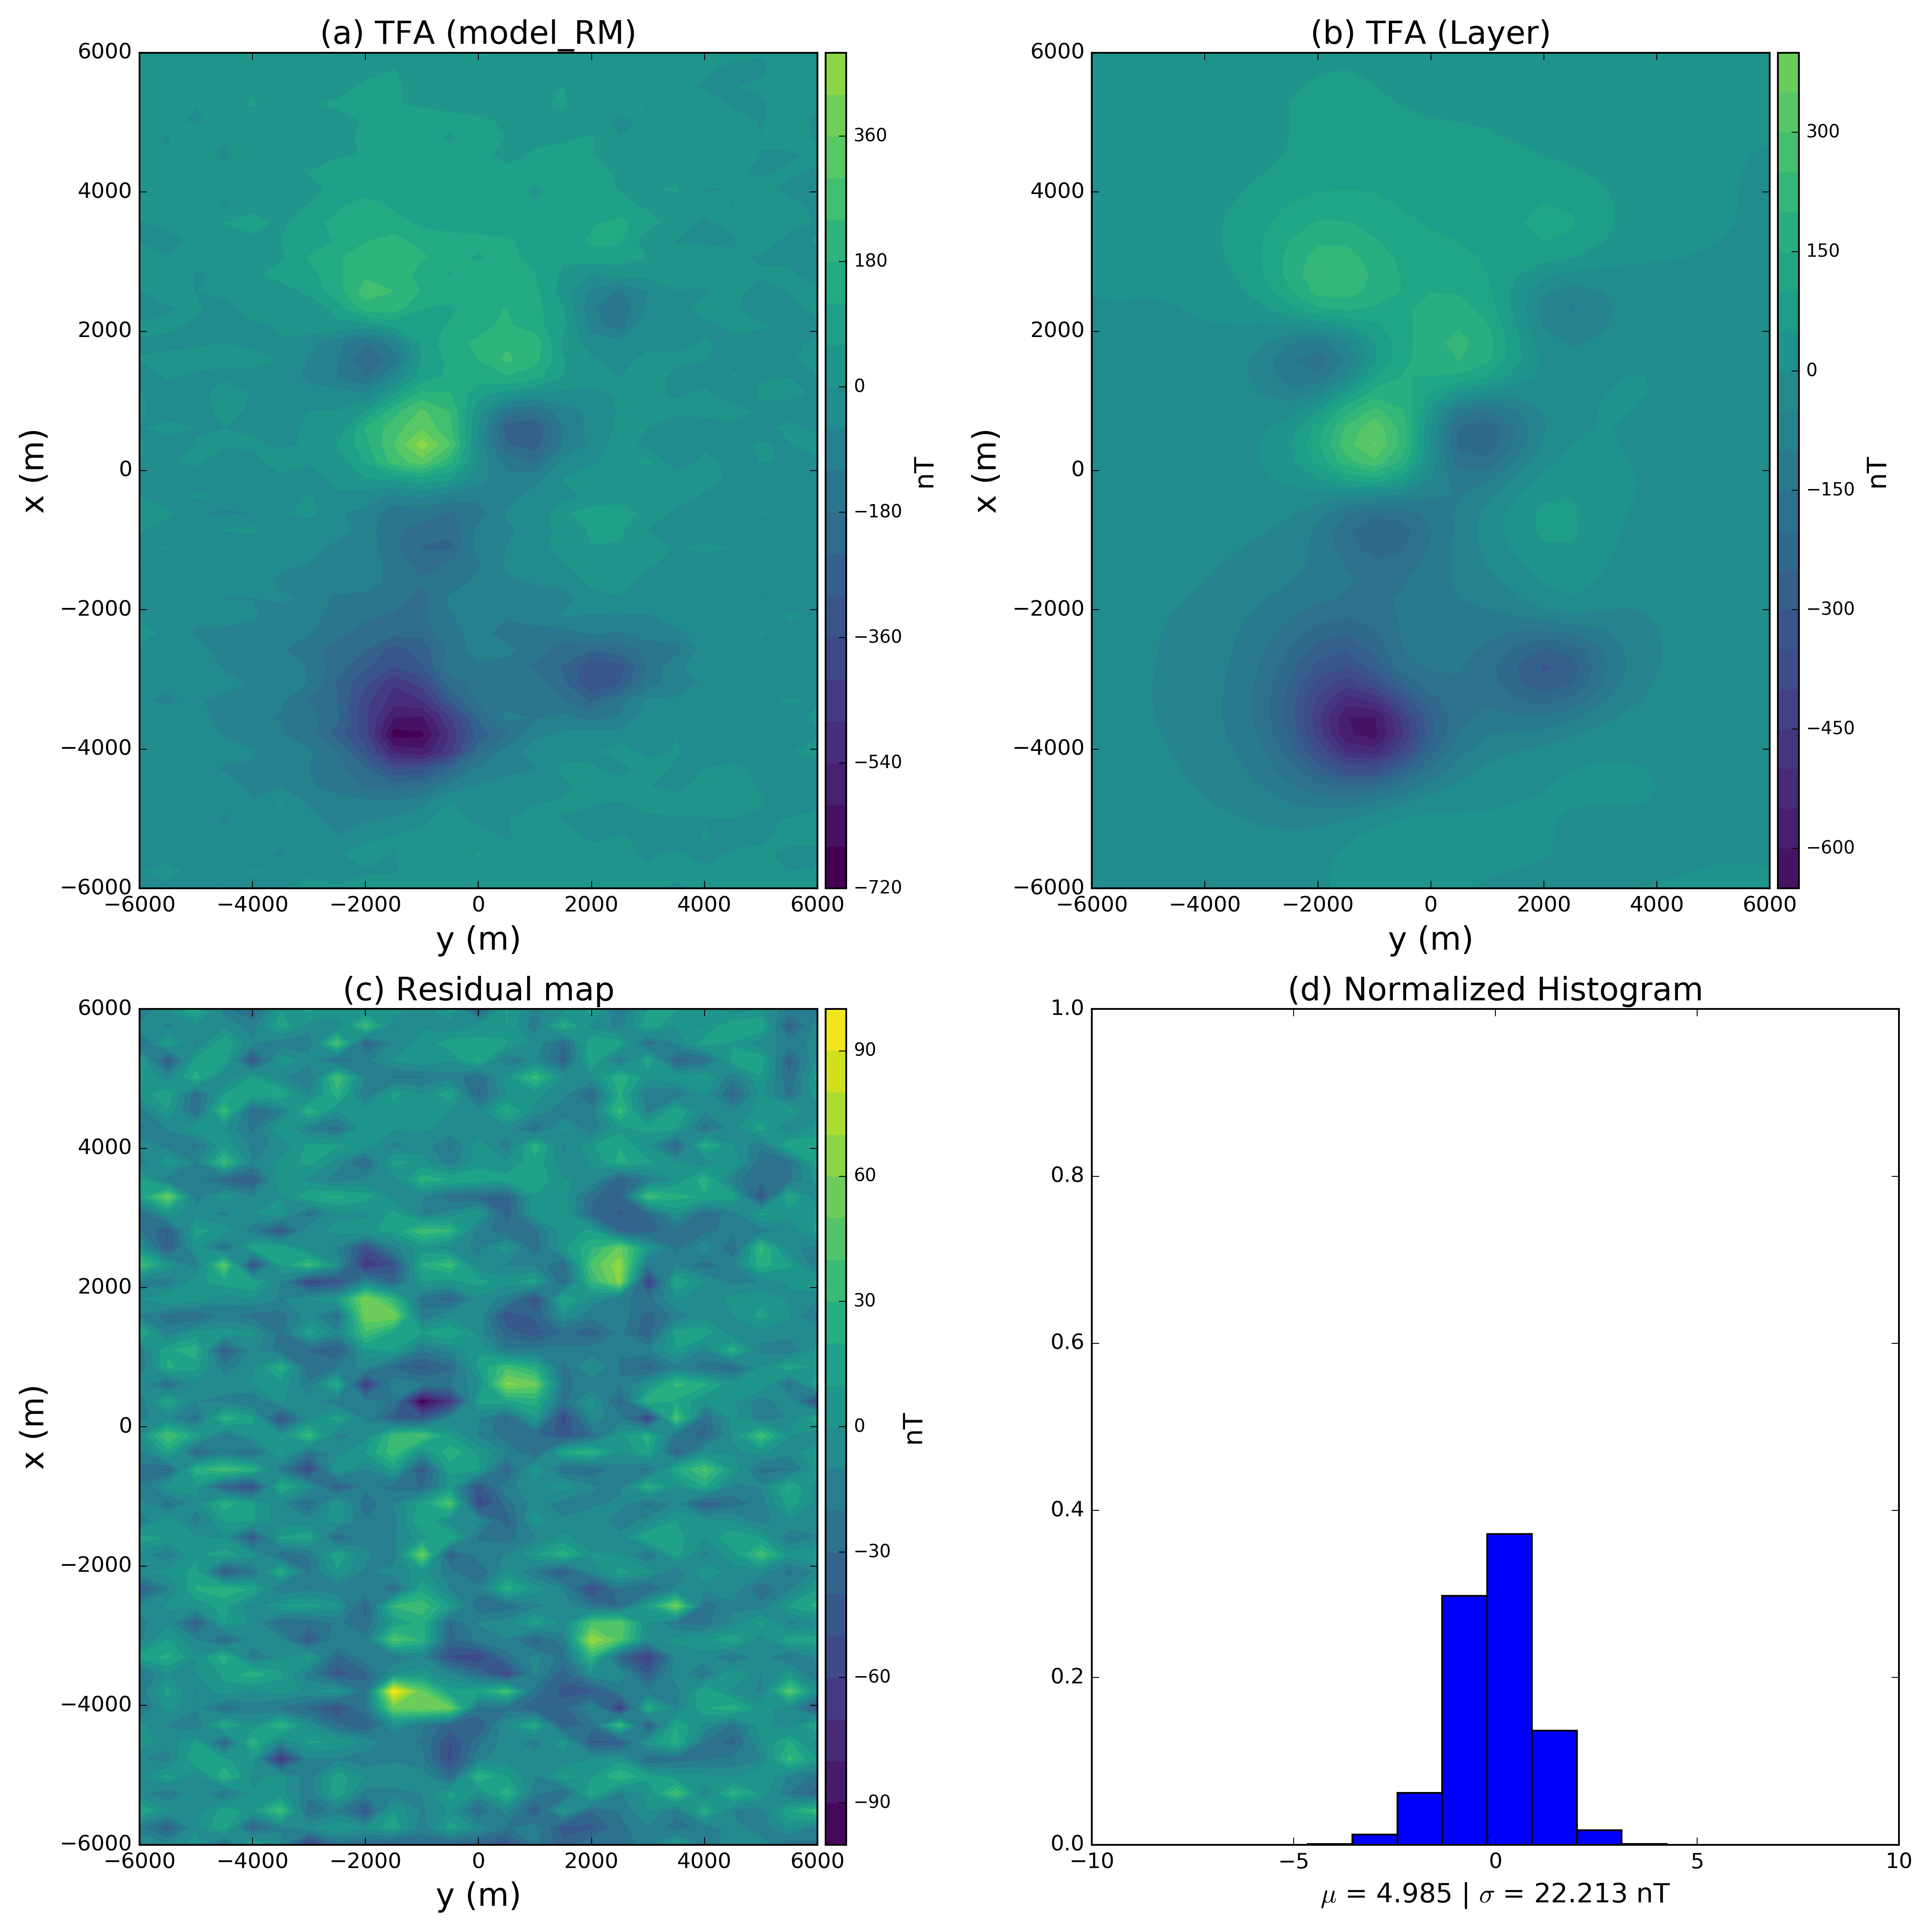 (a) TFA (model_RM)
6000
4000
2000
0
−2000
−4000
−6000
−6000 −4000 −2000 0 2000 4000 6000
x (m)
y (m)
360
180
0
−180
−360
−540
−720
nT
(b) TFA (Layer)
6000
4000
2000
0
−2000
−4000
−6000
−6000 −4000 −2000 0 2000 4000 6000
x (m)
y (m)
300
150
0
−150
−300
−450
−600
nT
(c) Residual map
6000
4000
2000
0
−2000
−4000
−6000
−6000 −4000 −2000 0 2000 4000 6000
x (m)
y (m)
90
60
30
0
−30
−60
−90
nT
(d) Normalized Histogram
1.0
0.8
0.6
0.4
0.2
0.0
−10 −5 0 5 10
μ = 4.985 | σ = 22.213 nT